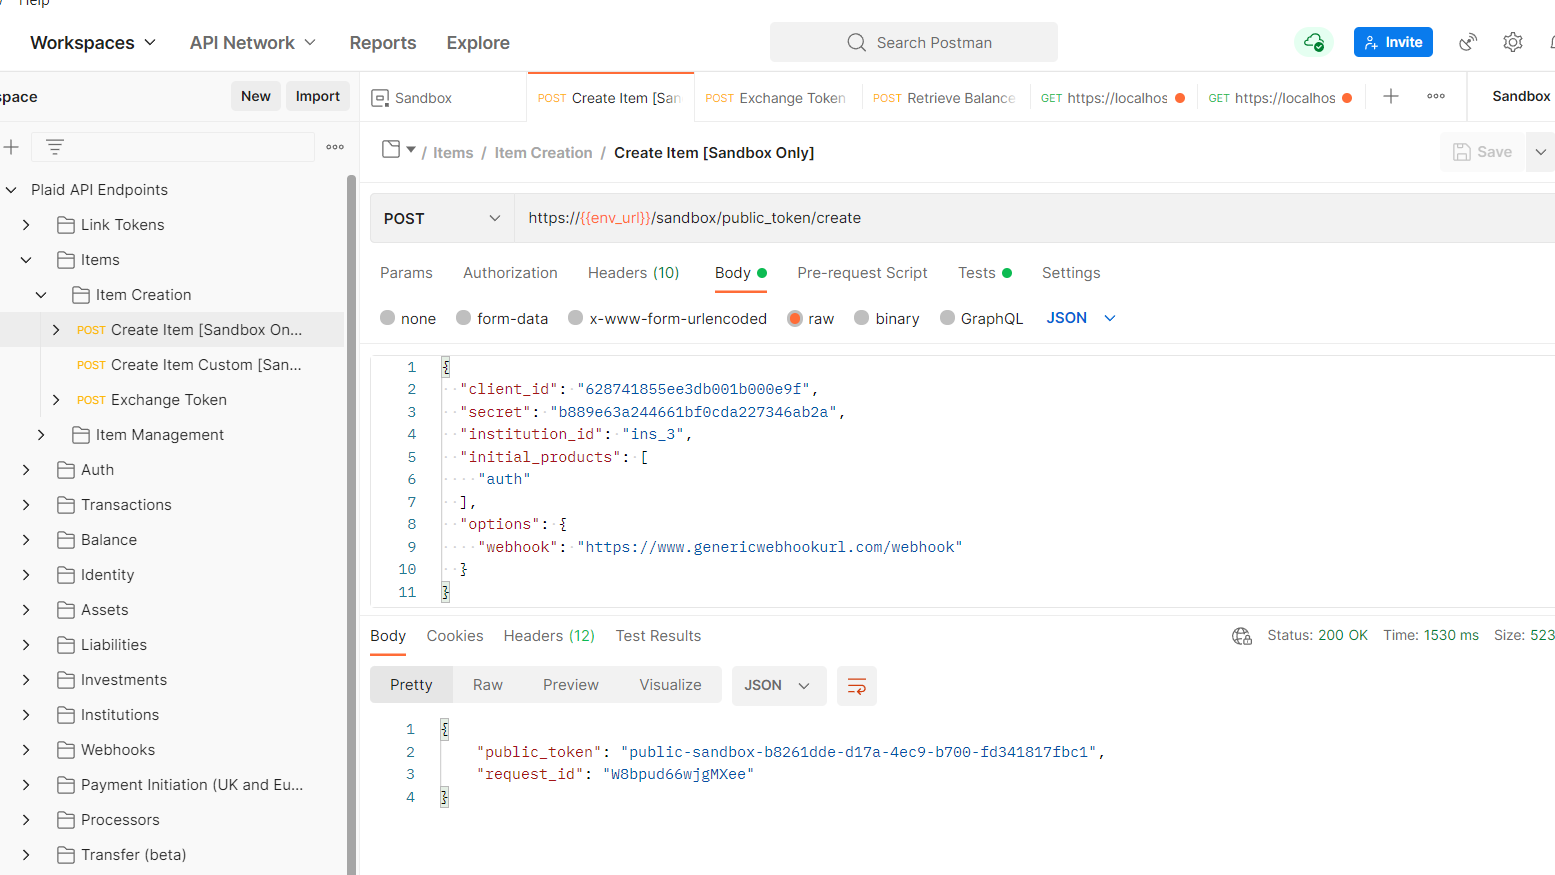 Help
Workspaces API Network Reports Explore Search Postman Invite
space New Import Sandbox POST Create Item [San POST Exchange Token POST Retrieve Balance GET https://localhos GET https://localhos Sandbox
/ Items / Item Creation / Create Item [Sandbox Only] Save
Plaid API Endpoints
Link Tokens
Items
Item Creation
POST Create Item [Sandbox On...
POST Create Item Custom [San...
POST Exchange Token
Item Management
Auth
Transactions
Balance
Identity
Assets
Liabilities
Investments
Institutions
Webhooks
Payment Initiation (UK and Eu...
Processors
Transfer (beta)
POST https://{{env_url}}/sandbox/public_token/create
Params Authorization Headers (10) Body Pre-request Script Tests Settings
none form-data x-www-form-urlencoded raw binary GraphQL JSON
1 {
2 "client_id": "628741855ee3db001b000e9f",
3 "secret": "b889e63a244661bf0cda227346ab2a",
4 "institution_id": "ins_3",
5 "initial_products": [
6 "auth"
7 ],
8 "options": {
9 "webhook": "https://www.genericwebhookurl.com/webhook"
10 }
11 }
Body Cookies Headers (12) Test Results Status: 200 OK Time: 1530 ms Size: 523
Pretty Raw Preview Visualize JSON
1 {
2 "public_token": "public-sandbox-b8261dde-d17a-4ec9-b700-fd341817fbc1",
3 "request_id": "W8bpud66wjgMXee"
4 }